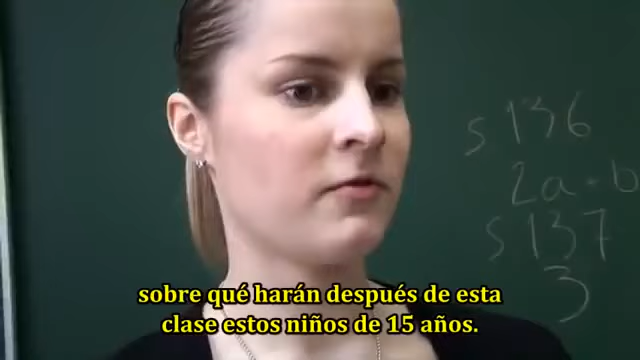 s 136
2a - b
s 137
3
sobre qué harán después de esta
clase estos niños de 15 años.